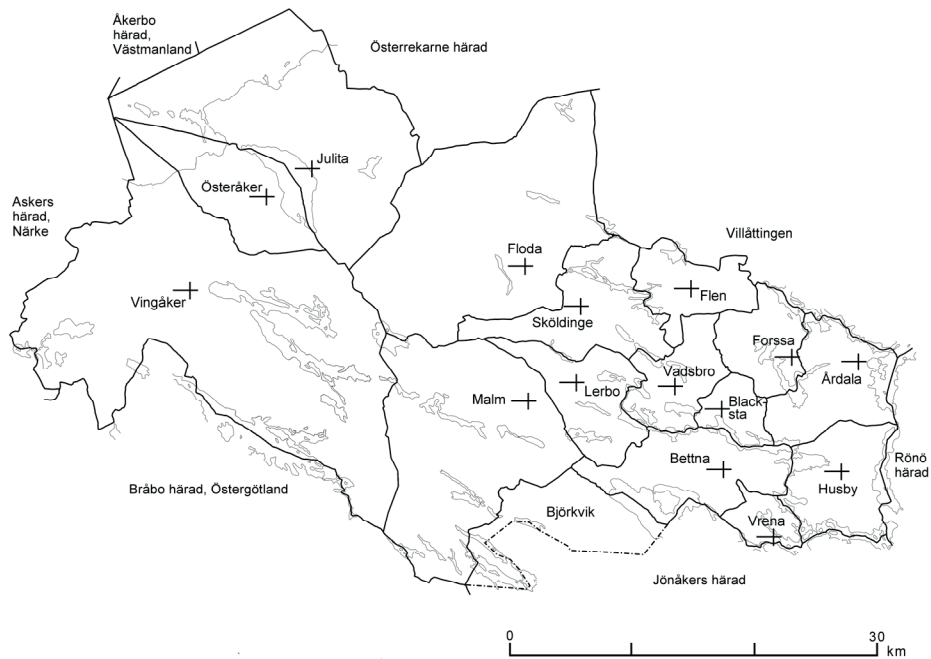 Åkerbo
härad,
Västmanland
Österrekarne härad
Julita
Österåker
Askers
härad,
Närke
Villåttingen
Floda
Vingåker
Flen
Sköldinge
Forssa
Vadsbro
Årdala
Lerbo
Malm
Black-
sta
Bettna
Rönö
härad
Husby
Bråbo härad, Östergötland
Björkvik
Vrena
Jönåkers härad
0 30
km